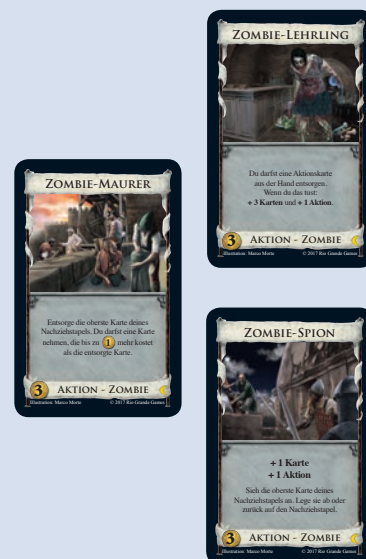 Zombie-Lehrling
Du darfst eine Aktionskarte
aus der Hand entsorgen.
Wenn du das tust:
+ 3 Karten und + 1 Aktion.
3 Aktion - Zombie
Illustration: Marco Morte © 2017 Rio Grande Games
Zombie-Maurer
Entsorge die oberste Karte deines
Nachziehstapels. Du darfst eine Karte
nehmen, die bis zu 1 mehr kostet
als die entsorgte Karte.
3 Aktion - Zombie
Illustration: Marco Morte © 2017 Rio Grande Games
Zombie-Spion
+ 1 Karte
+ 1 Aktion
Sieh die oberste Karte deines
Nachziehstapels an. Lege sie ab oder
zurück auf den Nachziehstapel.
3 Aktion - Zombie
Illustration: Marco Morte © 2017 Rio Grande Games